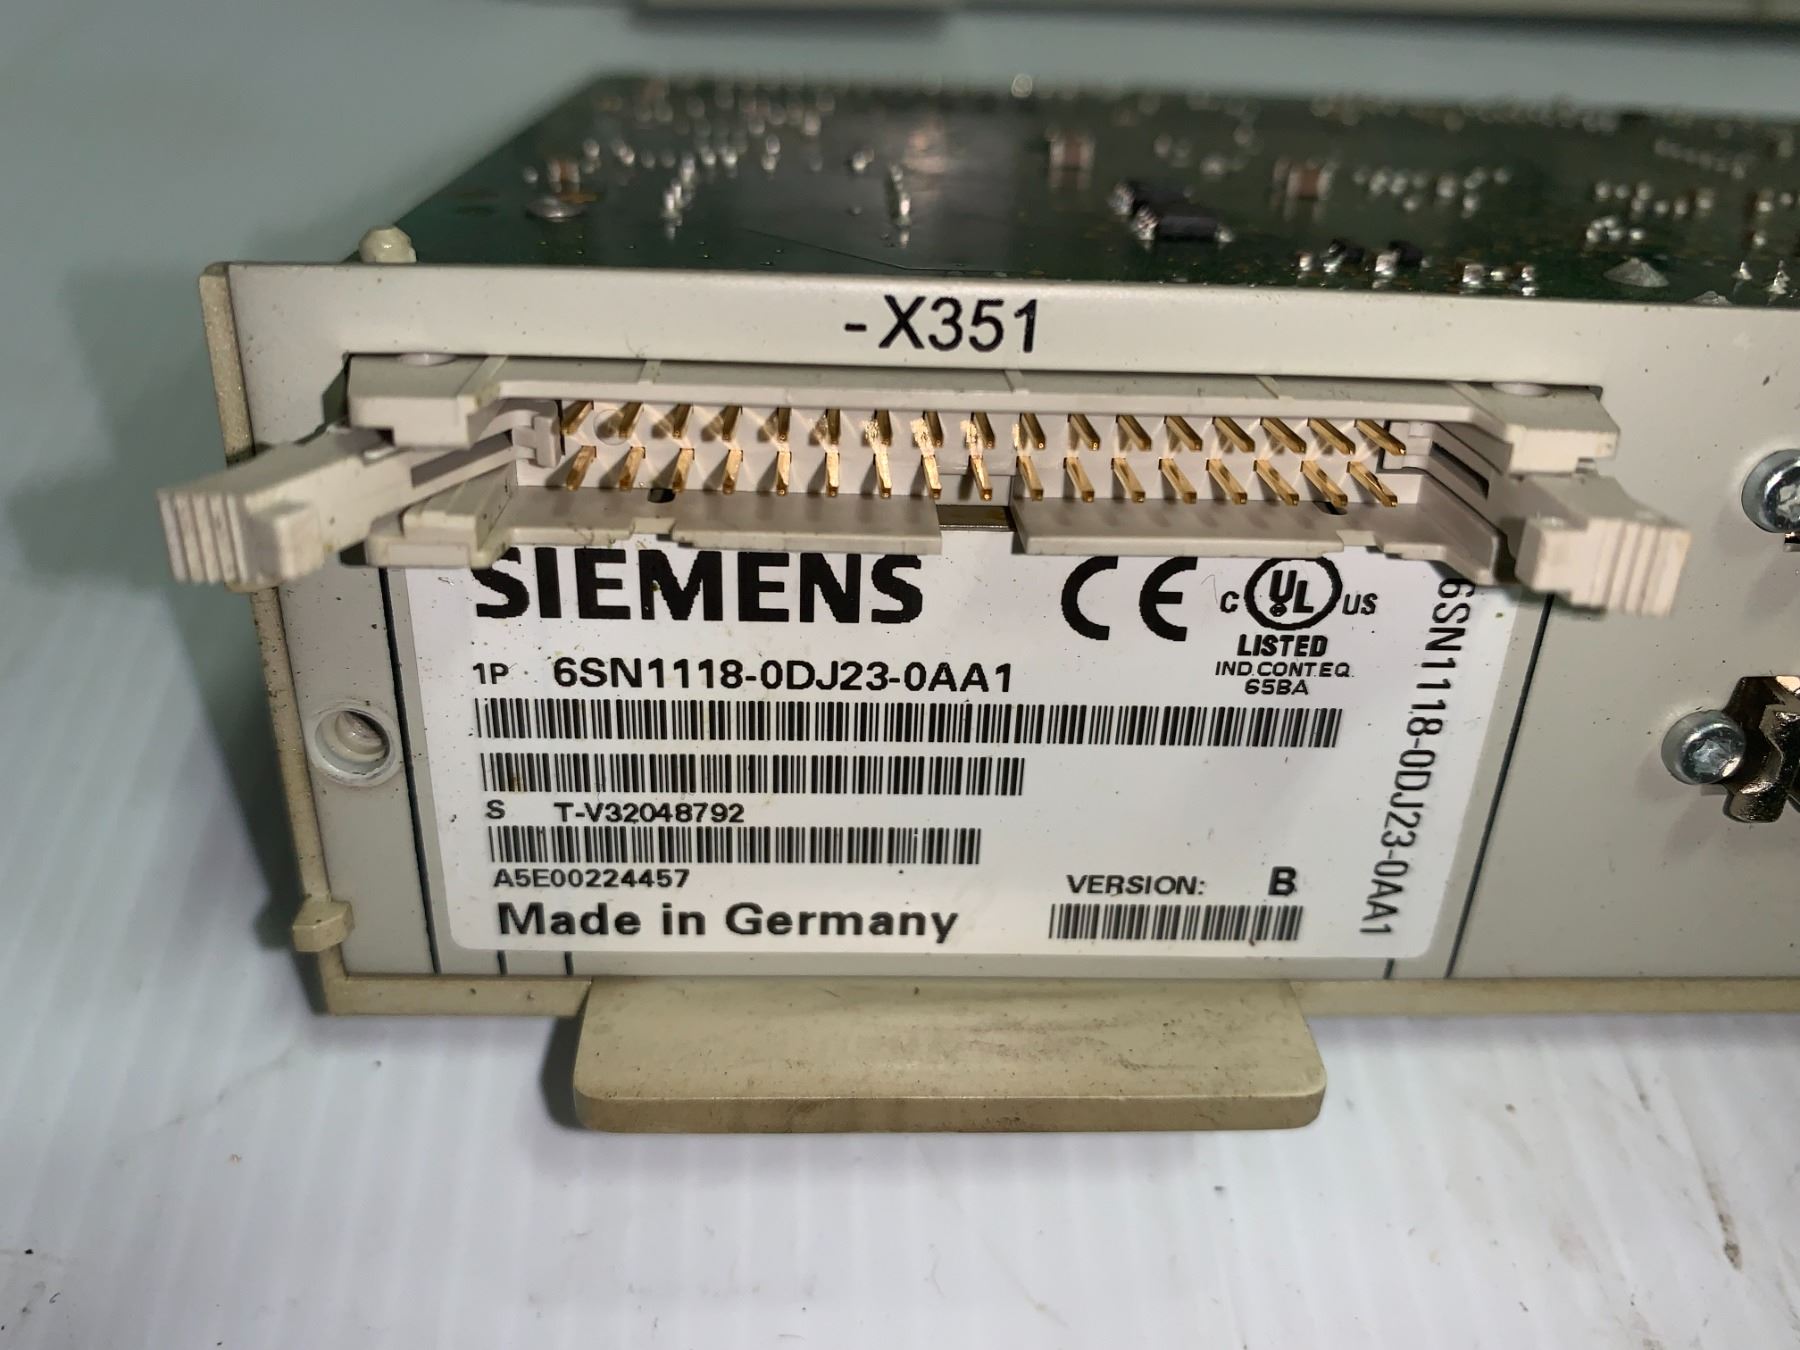 -X351
SIEMENS
CE
C UL US
LISTED
IND.CONT.EQ.
65BA
1P 6SN1118-0DJ23-0AA1
S T-V32048792
A5E00224457
VERSION: B
Made in Germany
6SN1118-0DJ23-0AA1